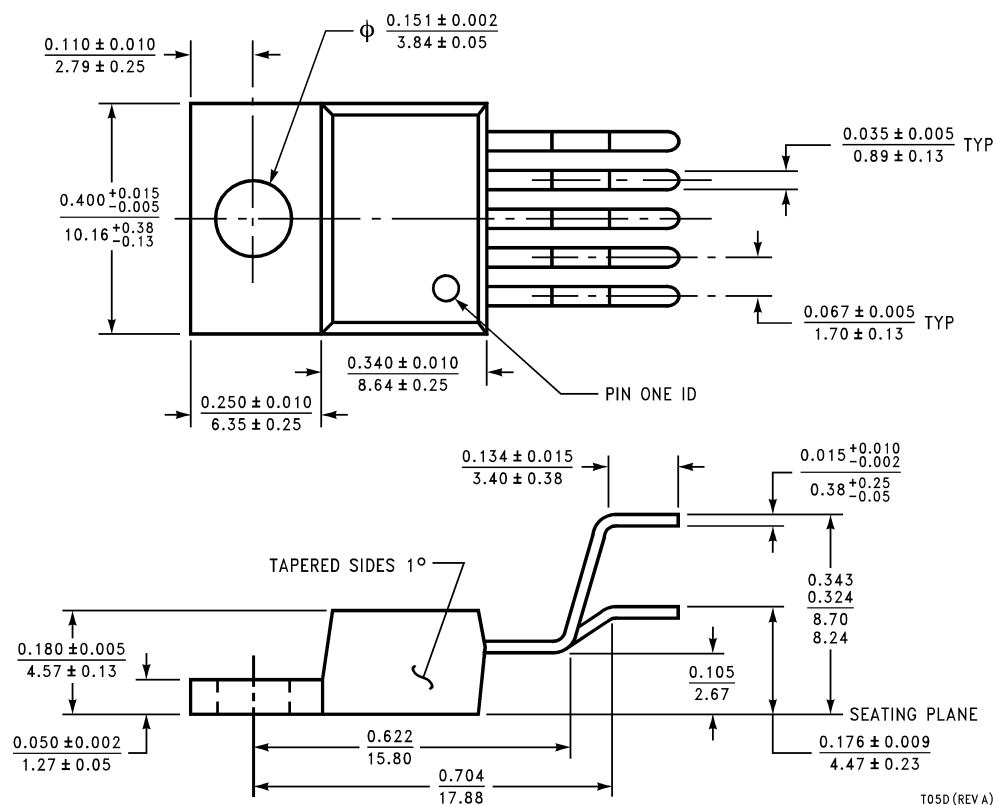 ϕ 0.151 ± 0.002
3.84 ± 0.05
0.110 ± 0.010
2.79 ± 0.25
0.035 ± 0.005 TYP
0.89 ± 0.13
0.400 +0.015 -0.005
10.16 +0.38 -0.13
0.067 ± 0.005 TYP
1.70 ± 0.13
0.340 ± 0.010
8.64 ± 0.25
PIN ONE ID
0.250 ± 0.010
6.35 ± 0.25
0.134 ± 0.015
3.40 ± 0.38
0.015 +0.010 -0.002
0.38 +0.25 -0.05
TAPERED SIDES 1°
0.343
0.324
8.70
8.24
0.180 ± 0.005
4.57 ± 0.13
0.105
2.67
SEATING PLANE
0.050 ± 0.002
1.27 ± 0.05
0.622
15.80
0.176 ± 0.009
4.47 ± 0.23
0.704
17.88
T05D (REV A)